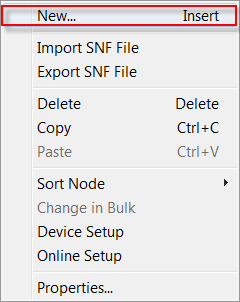 New... Insert
Import SNF File
Export SNF File
Delete Delete
Copy Ctrl+C
Paste Ctrl+V
Sort Node
Change in Bulk
Device Setup
Online Setup
Properties...